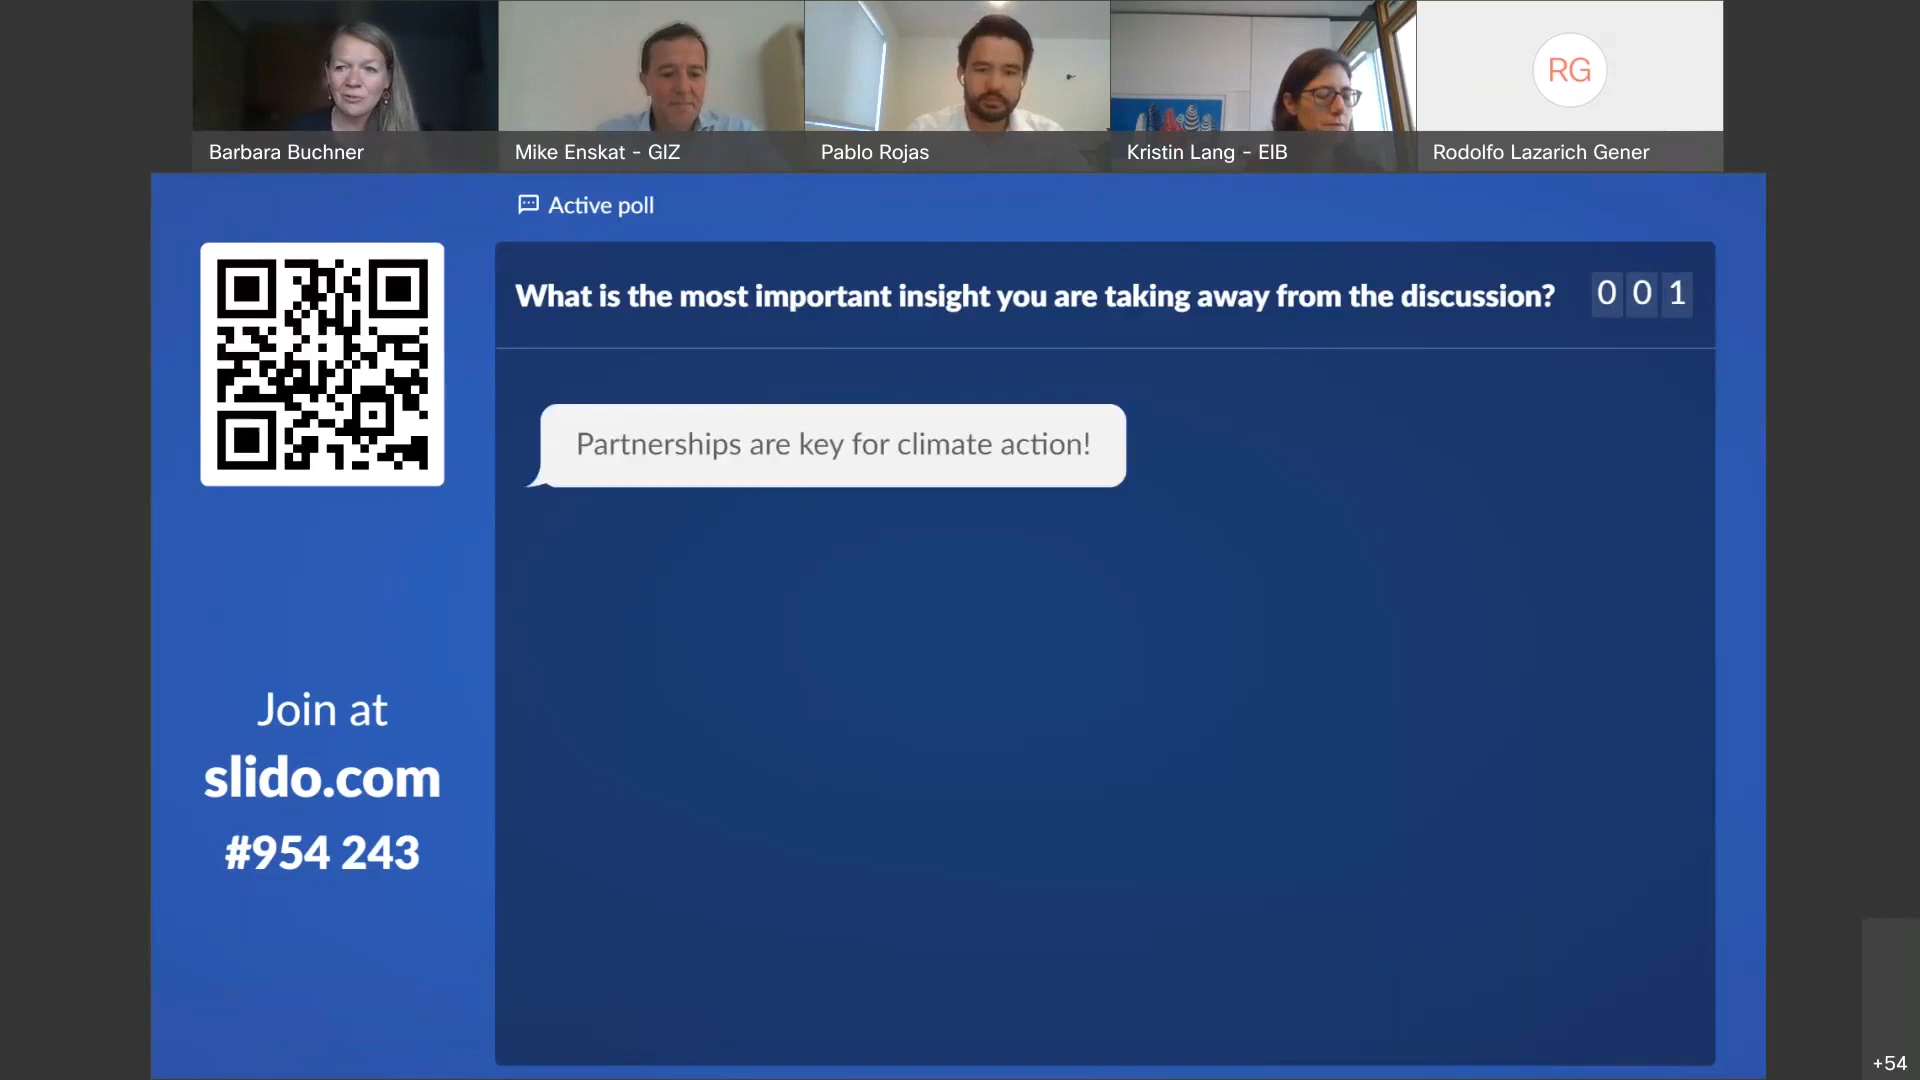 Barbara Buchner
Mike Enskat - GIZ
Pablo Rojas
Kristin Lang - EIB
RG
Rodolfo Lazarich Gener
Active poll
What is the most important insight you are taking away from the discussion?
001
Partnerships are key for climate action!
Join at
slido.com
#954 243
+54